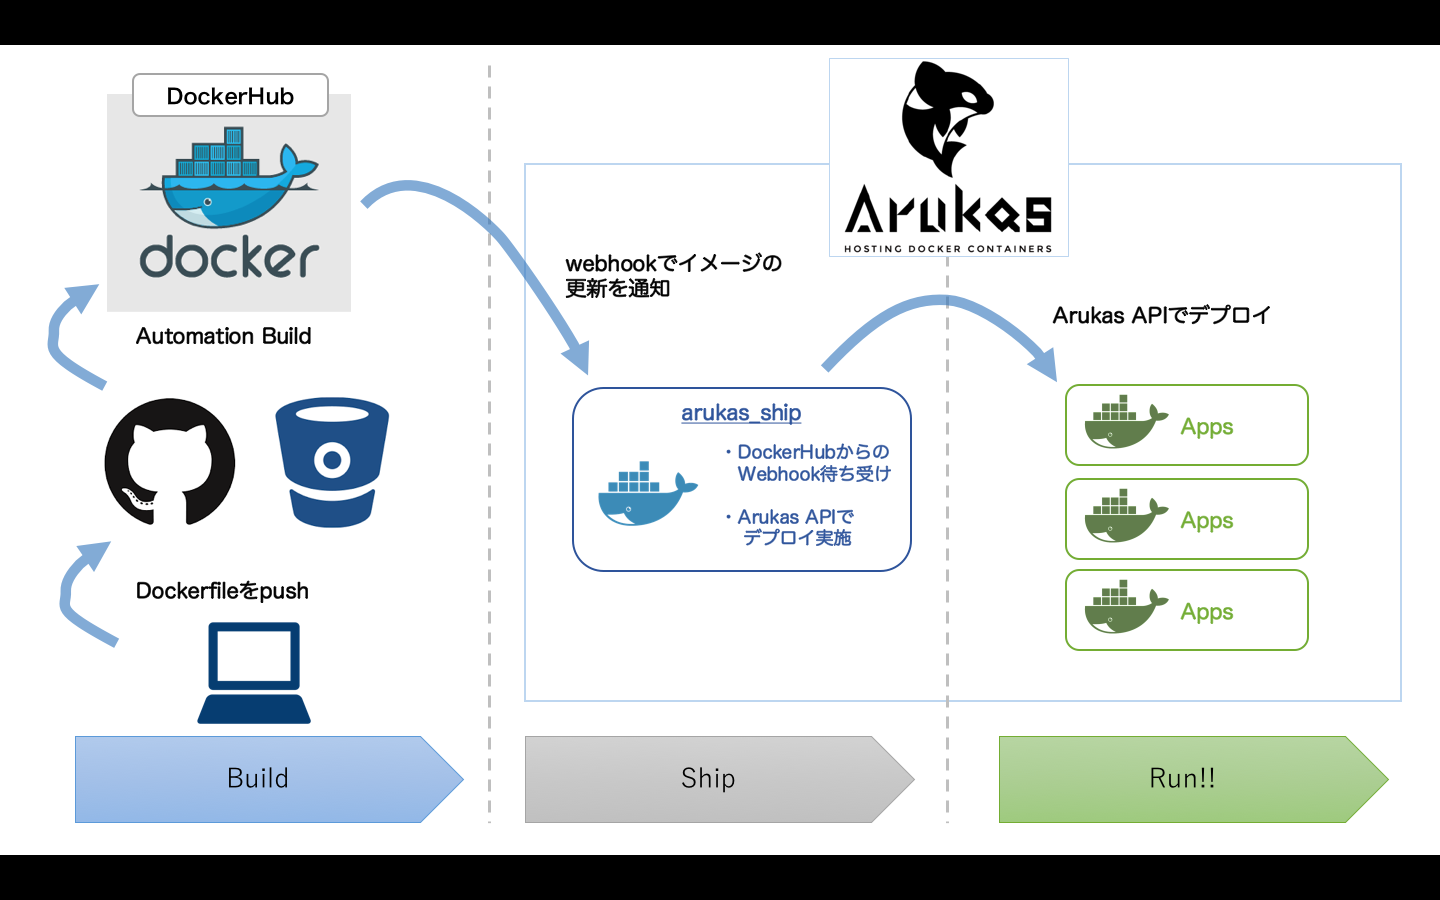 DockerHub
docker
Automation Build
Dockerfileをpush
Build
webhookでイメージの
更新を通知
arukas_ship
・DockerHubからの
Webhook待ち受け
・Arukas APIで
デプロイ実施
Ship
Arukas
HOSTING DOCKER CONTAINERS
Arukas APIでデプロイ
Apps
Apps
Apps
Run!!